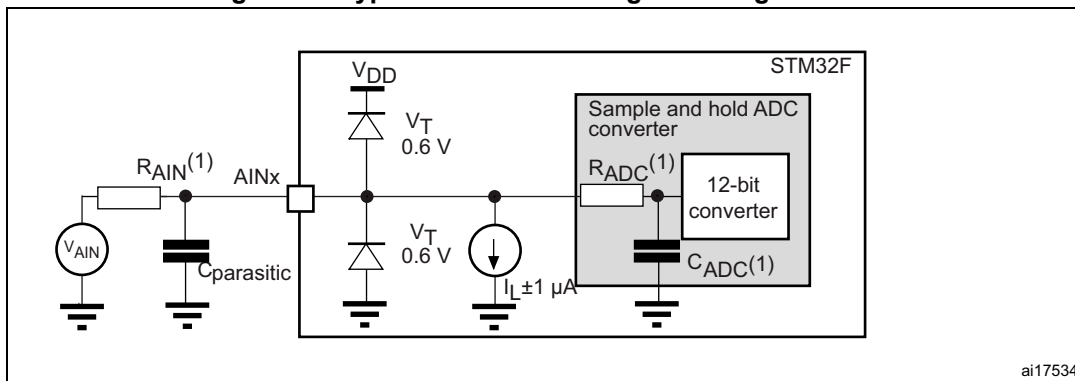 STM32F
VDD
Sample and hold ADC
converter
VT
0.6 V
RAIN(1)
AINx
RADC(1)
12-bit
converter
VAIN
VT
0.6 V
Cparasitic
IL±1 µA
CADC(1)
ai17534